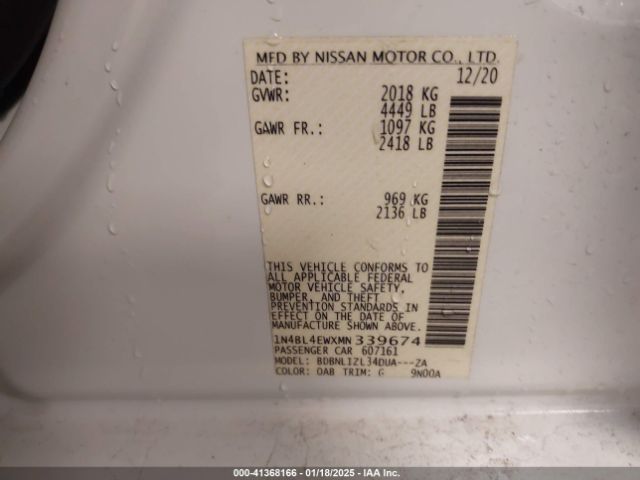 MFD BY NISSAN MOTOR CO., LTD.
DATE: 12/20
GVWR: 2018 KG
4449 LB
GAWR FR.: 1097 KG
2418 LB
GAWR RR.: 969 KG
2136 LB
THIS VEHICLE CONFORMS TO
ALL APPLICABLE FEDERAL
MOTOR VEHICLE SAFETY,
BUMPER, AND THEFT
PREVENTION STANDARDS IN
EFFECT ON THE DATE OF
MANUFACTURE SHOWN ABOVE.
1N4BL4EWXMN339674
PASSENGER CAR 607161
MODEL: BDBNLIZL34DUA---ZA
COLOR: QAB TRIM: G 9N00A
000-41368166 — 01/18/2025 — IAA Inc.